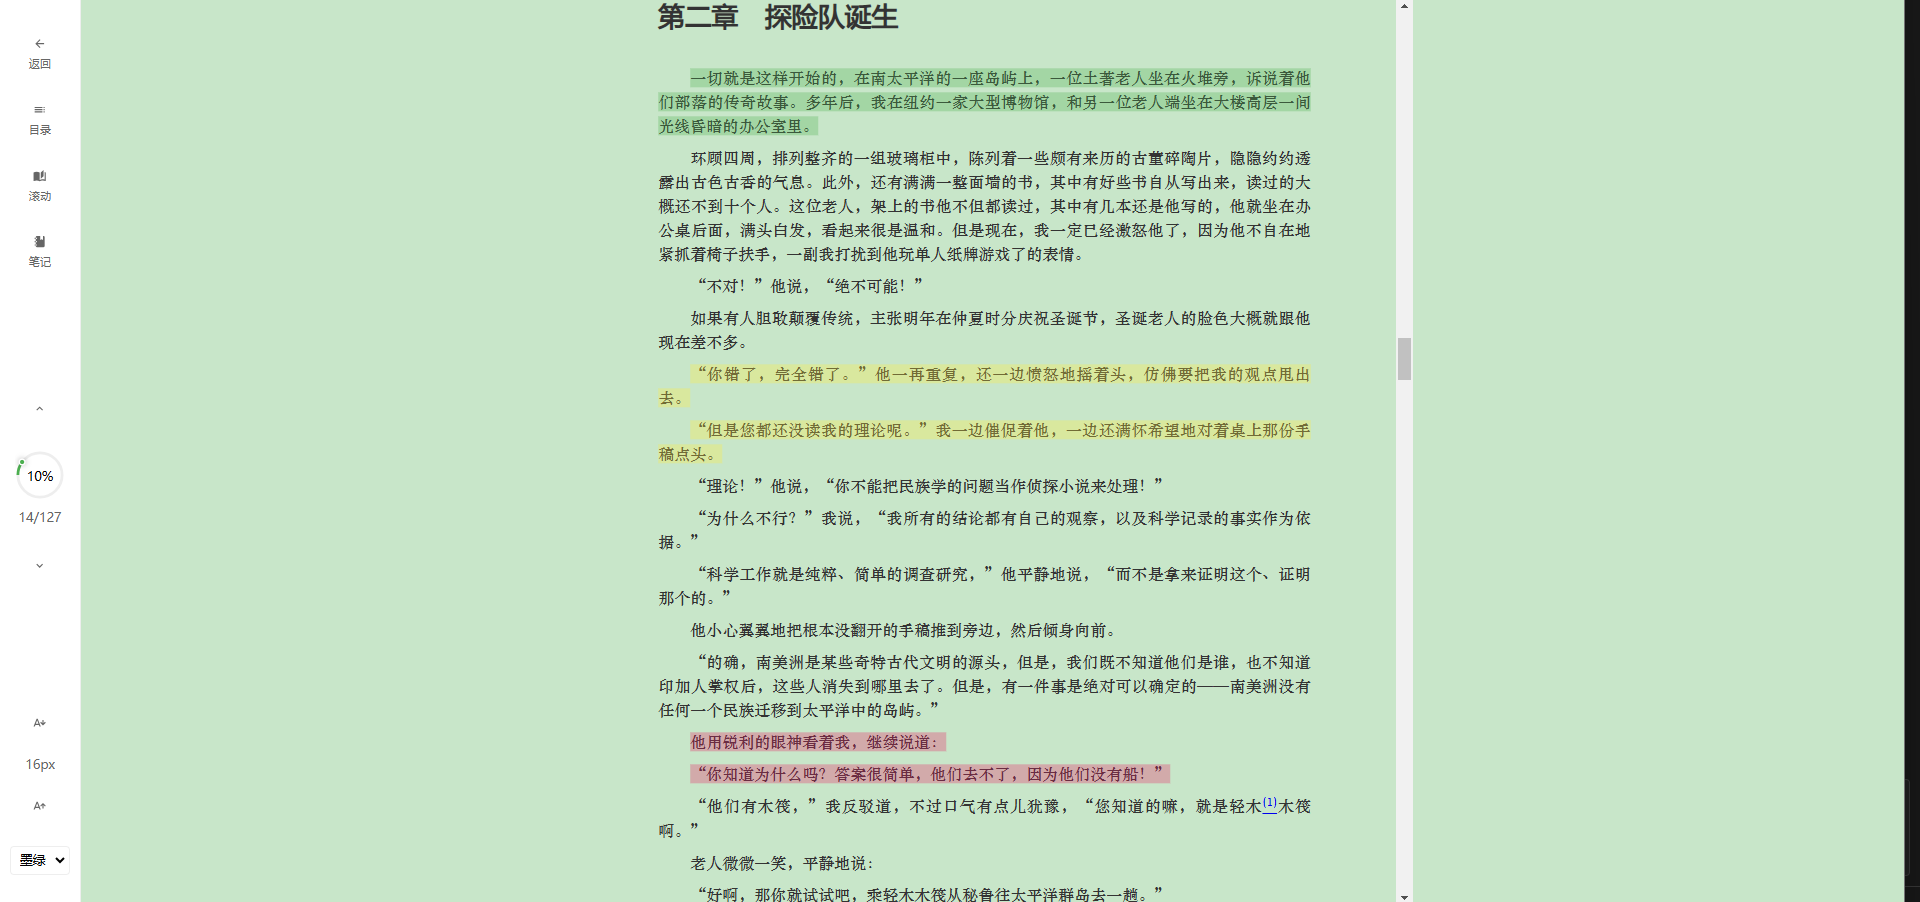 返回
目录
滚动
笔记
10%
14/127
16px
墨绿
第二章 探险队诞生
一切就是这样开始的，在南太平洋的一座岛屿上，一位土著老人坐在火堆旁，诉说着他
们部落的传奇故事。多年后，我在纽约一家大型博物馆，和另一位老人端坐在大楼高层一间
光线昏暗的办公室里。
环顾四周，排列整齐的一组玻璃柜中，陈列着一些颇有来历的古董碎陶片，隐隐约约透
露出古色古香的气息。此外，还有满满一整面墙的书，其中有好些书自从写出来，读过的大
概还不到十个人。这位老人，架上的书他不但都读过，其中有几本还是他写的，他就坐在办
公桌后面，满头白发，看起来很是温和。但是现在，我一定已经激怒他了，因为他不自在地
紧抓着椅子扶手，一副我打扰到他玩单人纸牌游戏了的表情。
“不对！”他说，“绝不可能！”
如果有人胆敢颠覆传统，主张明年在仲夏时分庆祝圣诞节，圣诞老人的脸色大概就跟他
现在差不多。
“你错了，完全错了。”他一再重复，还一边愤怒地摇着头，仿佛要把我的观点甩出
去。
“但是您都还没读我的理论呢。”我一边催促着他，一边还满怀希望地对着桌上那份手
稿点头。
“理论！”他说，“你不能把民族学的问题当作侦探小说来处理！”
“为什么不行？”我说，“我所有的结论都有自己的观察，以及科学记录的事实作为依
据。”
“科学工作就是纯粹、简单的调查研究，”他平静地说，“而不是拿来证明这个、证明
那个的。”
他小心翼翼地把根本没翻开的手稿推到旁边，然后倾身向前。
“的确，南美洲是某些奇特古代文明的源头，但是，我们既不知道他们是谁，也不知道
印加人掌权后，这些人消失到哪里去了。但是，有一件事是绝对可以确定的——南美洲没有
任何一个民族迁移到太平洋中的岛屿。”
他用锐利的眼神看着我，继续说道：
“你知道为什么吗？答案很简单，他们去不了，因为他们没有船！”
“他们有木筏，”我反驳道，不过口气有点儿犹豫，“您知道的嘛，就是轻木(1)木筏
啊。”
老人微微一笑，平静地说：
“好啊，那你就试试吧，乘轻木木筏从秘鲁往太平洋群岛去一趟。”